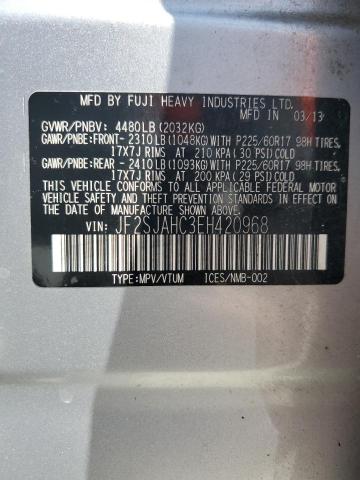 MFD BY FUJI HEAVY INDUSTRIES LTD. IN 03/13
GVWR/PNBV: 4480LB(2032KG)
GAWR/PNBE:FRONT-2310LB(1048KG)WITH P225/60R17 98H TIRES,
17X7J RIMS AT 210 KPA(30 PSI)COLD
GAWR/PNBE:REAR -2410LB(1093KG)WITH P225/60R17 98H TIRES,
17X7J RIMS AT 200 KPA(29 PSI)COLD
THIS VEHICLE CONFORMS TO ALL APPLICABLE
U.S. FEDERAL MOTOR VEHICLE SAFETY STANDARDS
IN EFFECT ON THE DATE OF MANUFACTURE SHOWN ABOVE.
VIN: JF2SJAHC3EH420968
TYPE:MPV/VTUM ICES/NMB-002